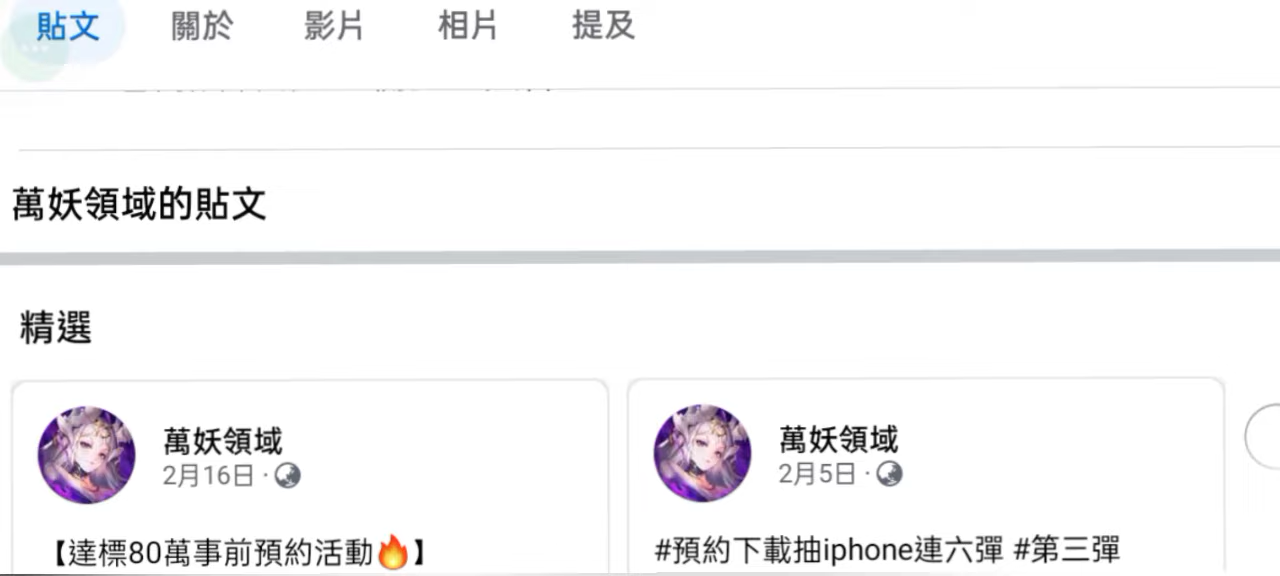 貼文 關於 影片 相片 提及
萬妖領域的貼文
精選
萬妖領域
2月16日 ·
【達標80萬事前預約活動🔥】
萬妖領域
2月5日 ·
#預約下載抽iphone連六彈 #第三彈